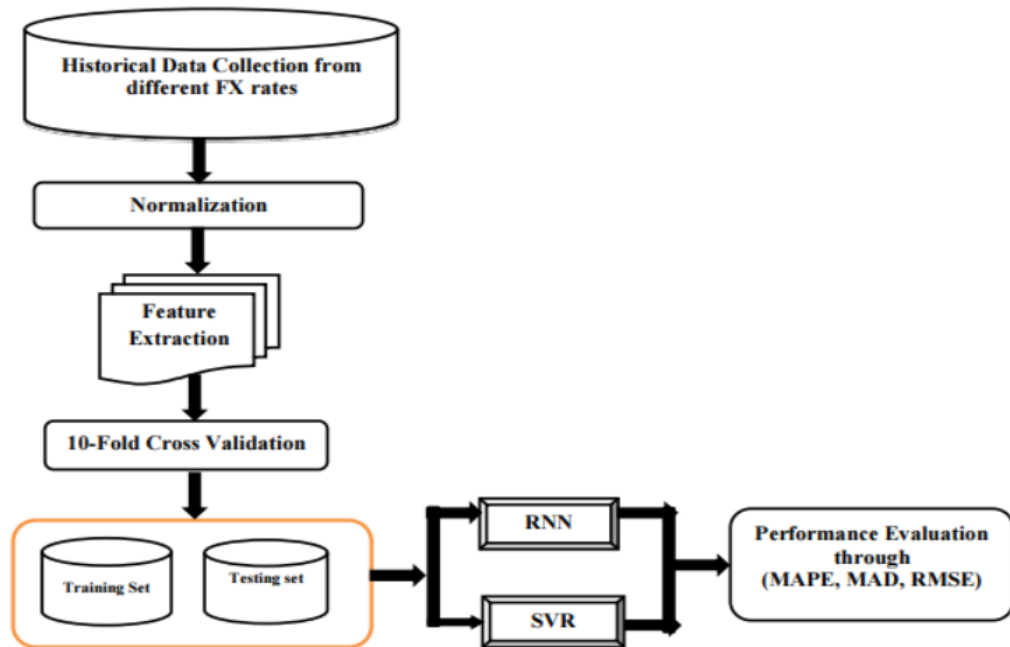 Historical Data Collection from
different FX rates
Normalization
Feature
Extraction
10-Fold Cross Validation
Training Set
Testing set
RNN
SVR
Performance Evaluation
through
(MAPE, MAD, RMSE)